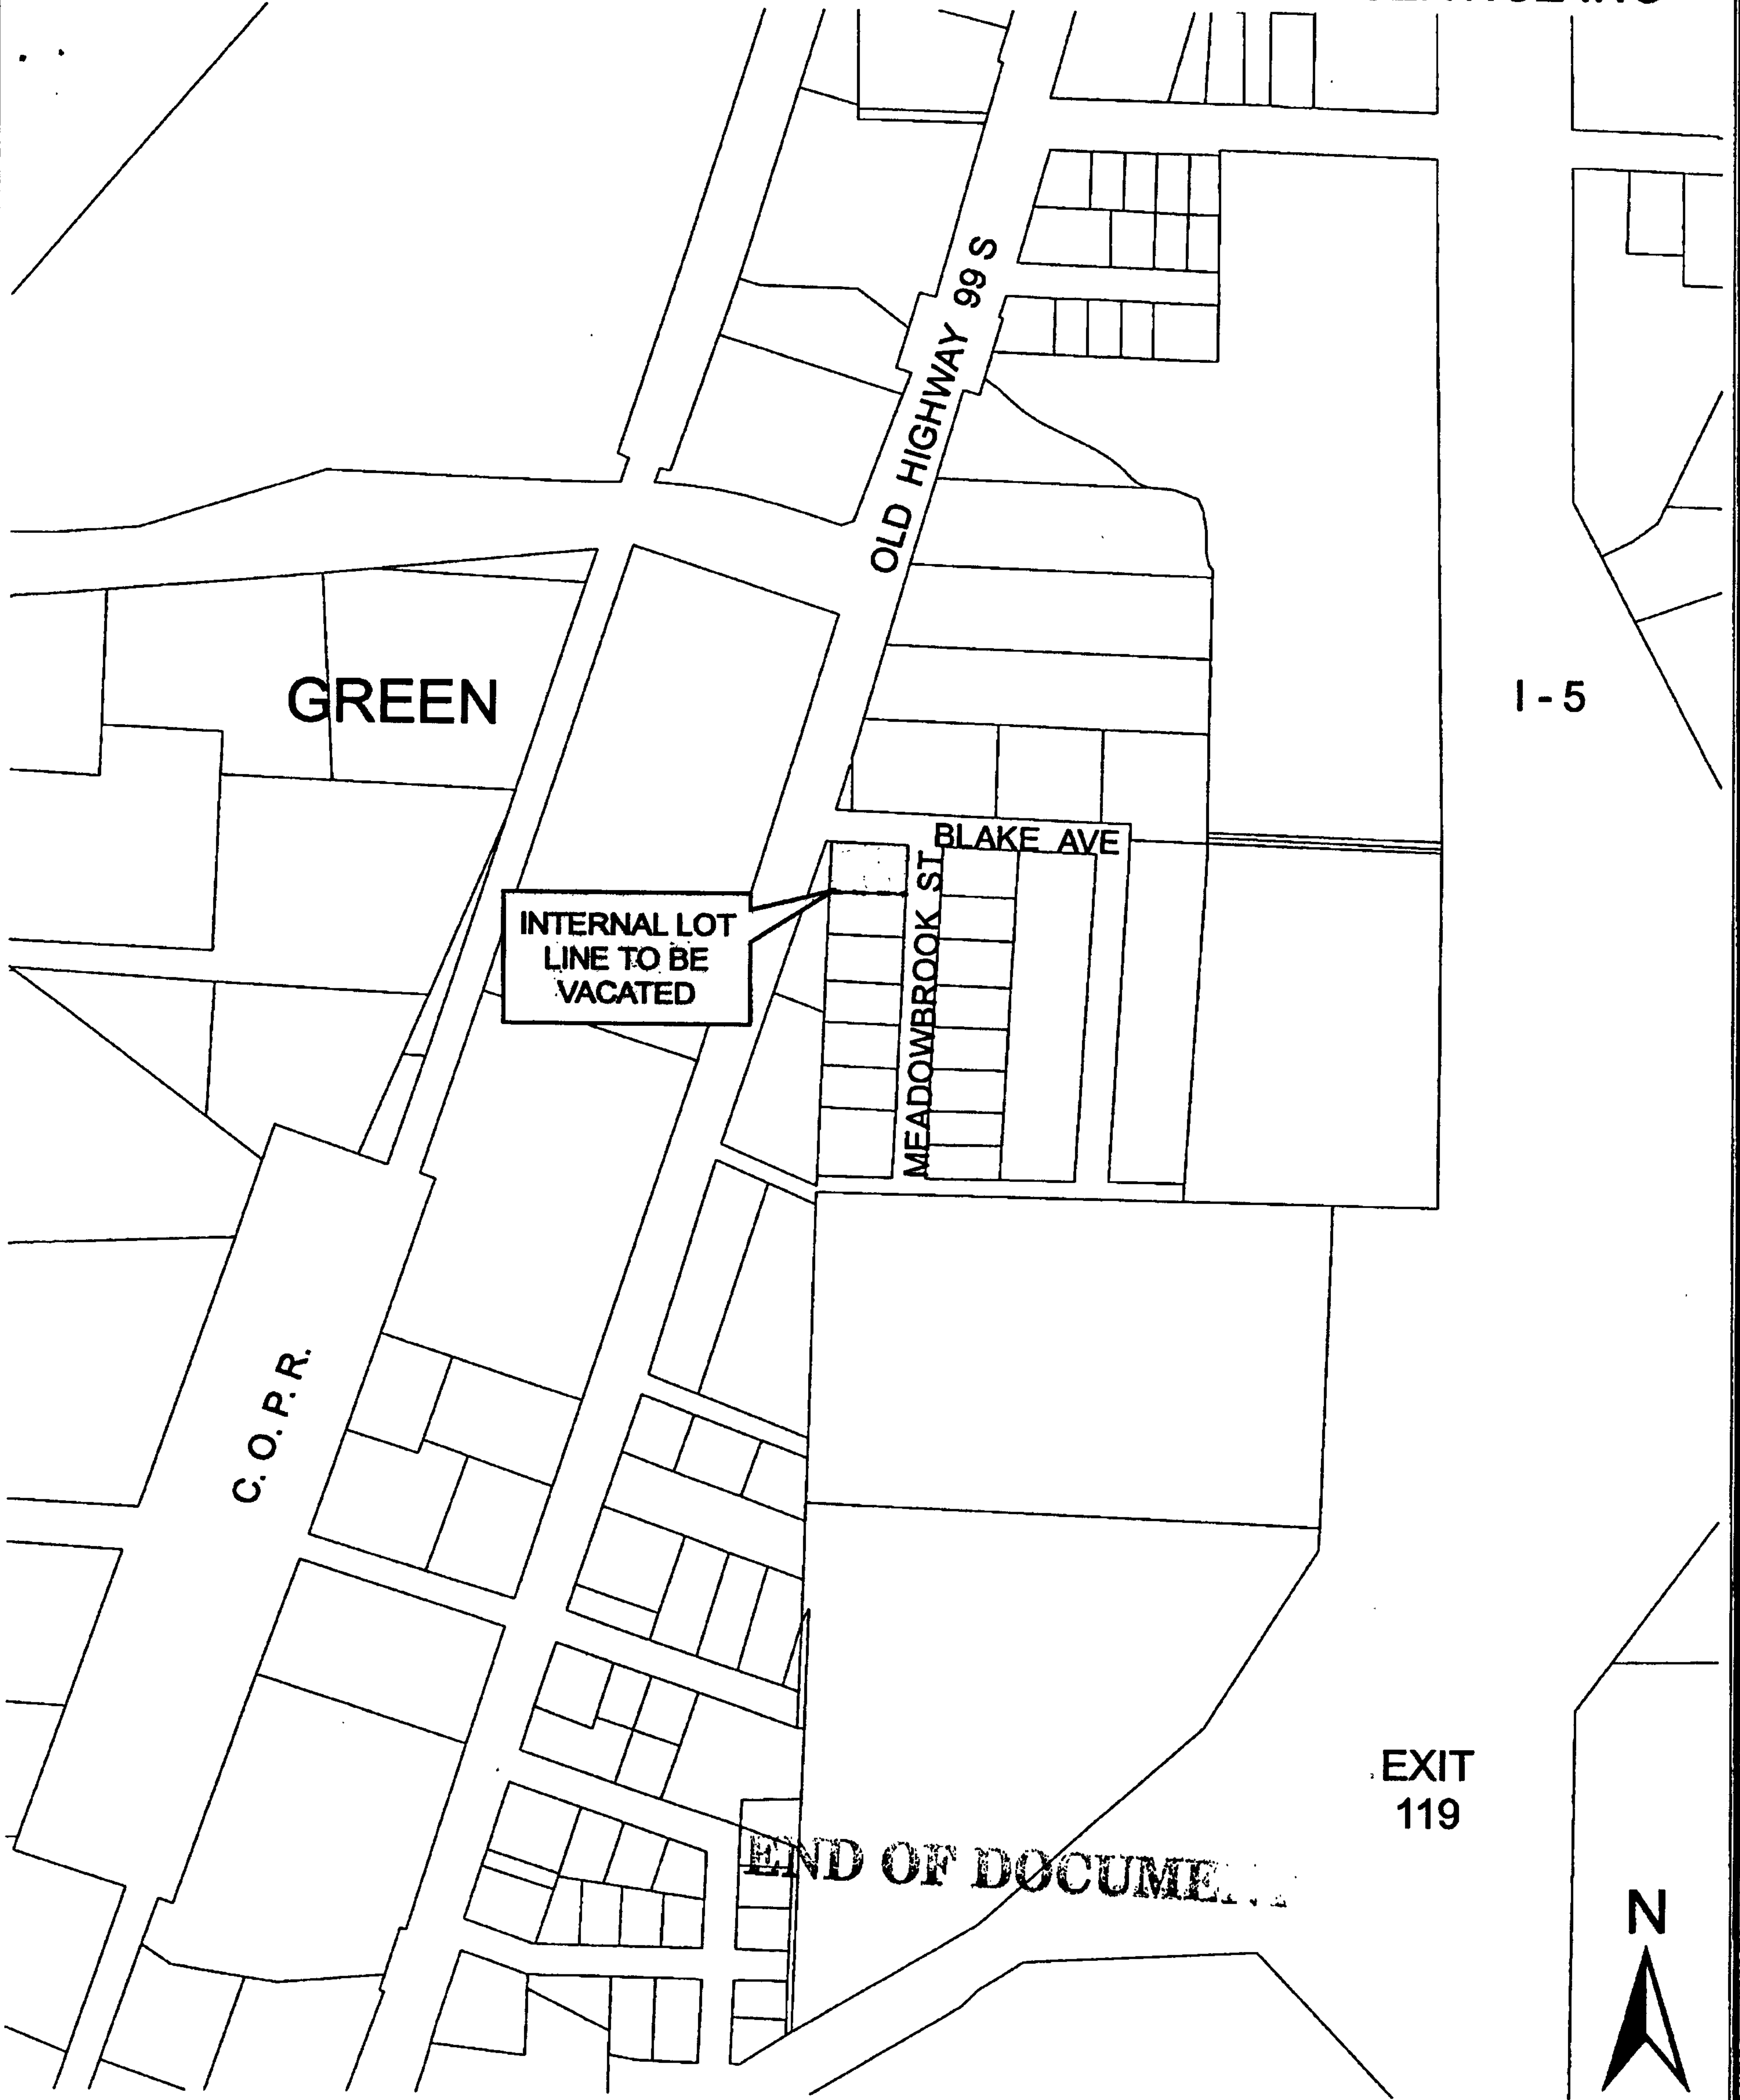 OLD HIGHWAY 99 S
GREEN
I - 5
BLAKE AVE
MEADOWBROOK ST
INTERNAL LOT
LINE TO BE
VACATED
C. O. P. R.
EXIT
119
END OF
N